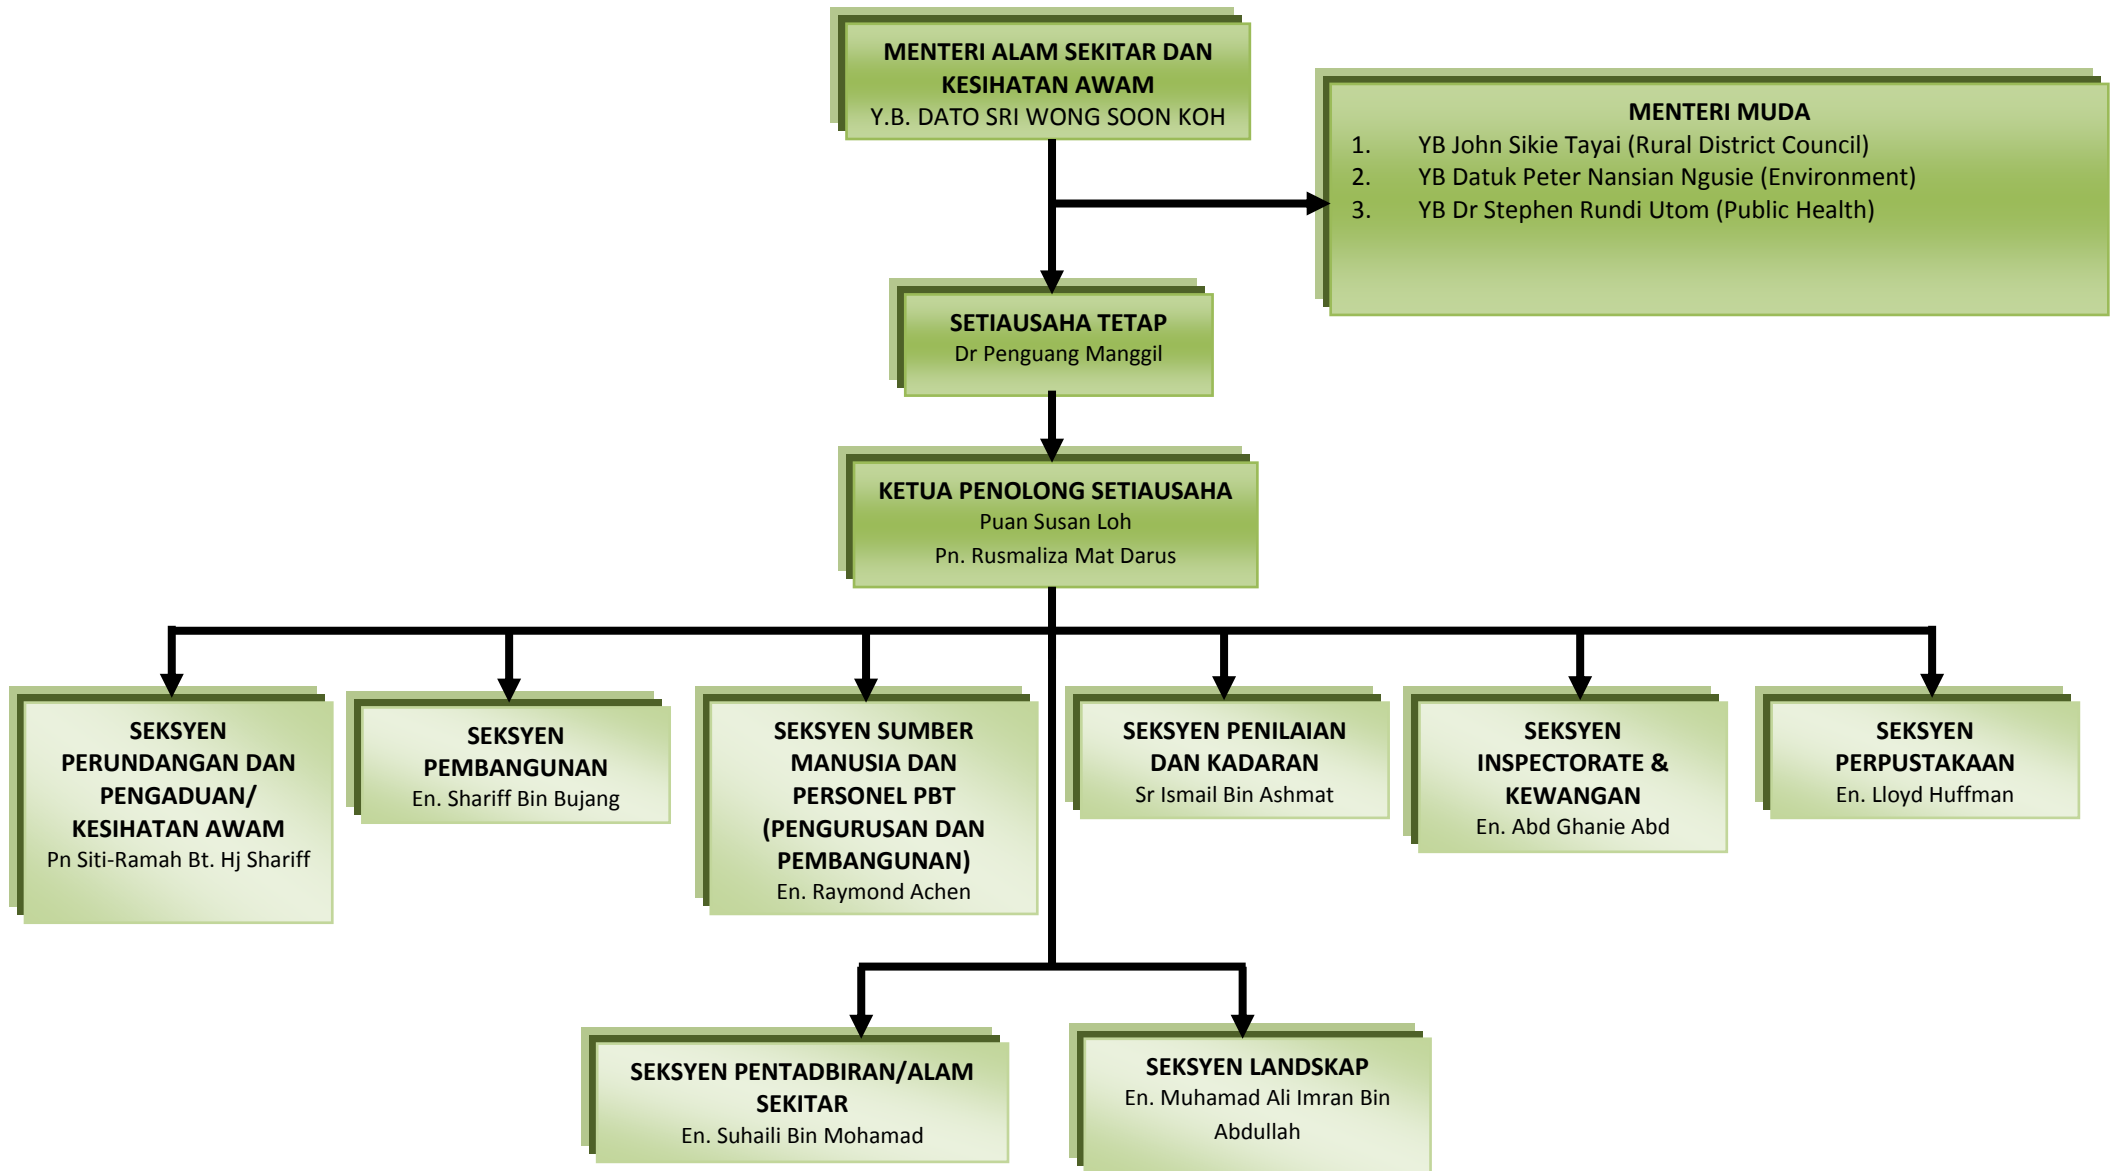 MENTERI ALAM SEKITAR DAN
KESIHATAN AWAM
Y.B. DATO SRI WONG SOON KOH
MENTERI MUDA
1. YB John Sikie Tayai (Rural District Council)
2. YB Datuk Peter Nansian Ngusie (Environment)
3. YB Dr Stephen Rundi Utom (Public Health)
SETIAUSAHA TETAP
Dr Penguang Manggil
KETUA PENOLONG SETIAUSAHA
Puan Susan Loh
Pn. Rusmaliza Mat Darus
SEKSYEN
PERUNDANGAN DAN
PENGADUAN/
KESIHATAN AWAM
Pn Siti-Ramah Bt. Hj Shariff
SEKSYEN
PEMBANGUNAN
En. Shariff Bin Bujang
SEKSYEN SUMBER
MANUSIA DAN
PERSONEL PBT
(PENGURUSAN DAN
PEMBANGUNAN)
En. Raymond Achen
SEKSYEN PENILAIAN
DAN KADARAN
Sr Ismail Bin Ashmat
SEKSYEN
INSPECTORATE &
KEWANGAN
En. Abd Ghanie Abd
SEKSYEN
PERPUSTAKAAN
En. Lloyd Huffman
SEKSYEN PENTADBIRAN/ALAM
SEKITAR
En. Suhaili Bin Mohamad
SEKSYEN LANDSKAP
En. Muhamad Ali Imran Bin
Abdullah